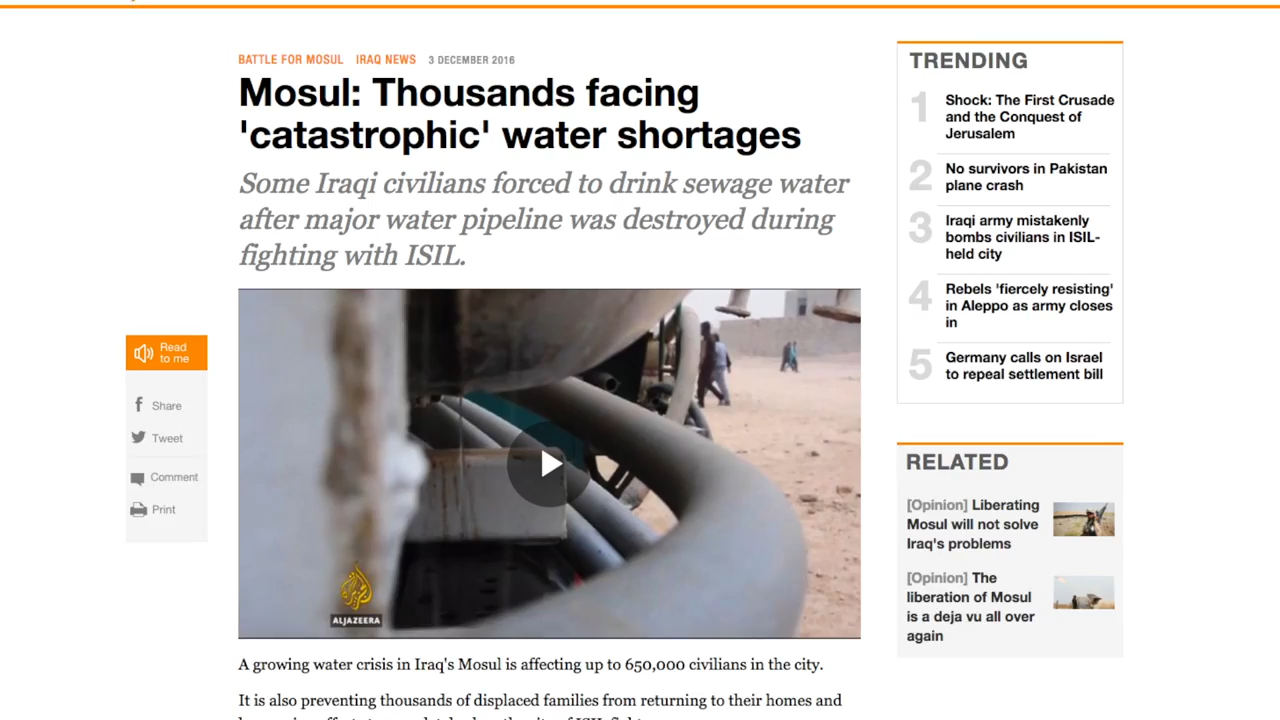 BATTLE FOR MOSUL IRAQ NEWS 3 DECEMBER 2016
Mosul: Thousands facing
'catastrophic' water shortages
Some Iraqi civilians forced to drink sewage water
after major water pipeline was destroyed during
fighting with ISIL.
Read
to me
Share
Tweet
Comment
Print
ALJAZEERA
A growing water crisis in Iraq's Mosul is affecting up to 650,000 civilians in the city.
It is also preventing thousands of displaced families from returning to their homes and
TRENDING
1 Shock: The First Crusade
and the Conquest of
Jerusalem
2 No survivors in Pakistan
plane crash
3 Iraqi army mistakenly
bombs civilians in ISIL-
held city
4 Rebels 'fiercely resisting'
in Aleppo as army closes
in
5 Germany calls on Israel
to repeal settlement bill
RELATED
[Opinion] Liberating
Mosul will not solve
Iraq's problems
[Opinion] The
liberation of Mosul
is a deja vu all over
again